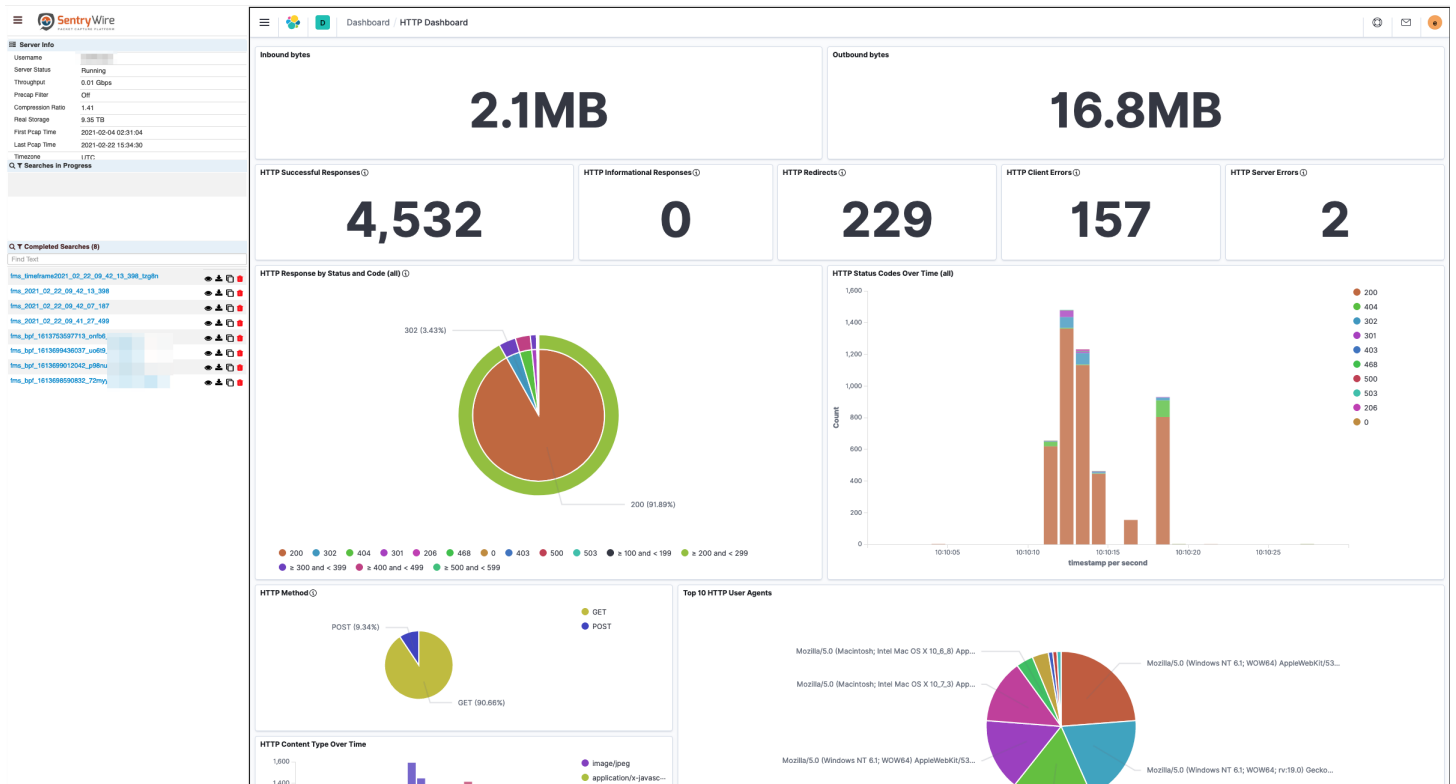 SentryWire
PACKET CAPTURE PLATFORM
Server Info
Username
Server Status Running
Throughput 0.01 Gbps
Precap Filter Off
Compression Ratio 1.41
Real Storage 9.35 TB
First Pcap Time 2021-02-04 02:31:04
Last Pcap Time 2021-02-22 15:34:30
Timezone UTC
Searches In Progress
Completed Searches (8)
Find Text
fms_timeframe2021_02_22_09_42_13_398_tzg8n
fms_2021_02_22_09_42_13_398
fms_2021_02_22_09_42_07_187
fms_2021_02_22_09_41_27_499
fms_bpf_1613753597713_onfb6_
fms_bpf_1613699436037_uo6l9_
fms_bpf_1613699012042_p98nu
fms_bpf_1613698590832_72myy
D
Dashboard / HTTP Dashboard
e
Inbound bytes
2.1MB
Outbound bytes
16.8MB
HTTP Successful Responses
4,532
HTTP Informational Responses
0
HTTP Redirects
229
HTTP Client Errors
157
HTTP Server Errors
2
HTTP Response by Status and Code (all)
302 (3.43%)
200 (91.89%)
200 302 404 301 206 468 0 403 500 503 ≥ 100 and < 199 ≥ 200 and < 299
≥ 300 and < 399 ≥ 400 and < 499 ≥ 500 and < 599
HTTP Status Codes Over Time (all)
1,600
1,400
1,200
1,000
800
600
400
200
0
Count
10:10:05 10:10:10 10:10:15 10:10:20 10:10:25
timestamp per second
200
404
302
301
403
468
500
503
206
0
HTTP Method
POST (9.34%)
GET (90.66%)
GET
POST
HTTP Content Type Over Time
1,600
1,400
image/jpeg
application/x-javasc...
Top 10 HTTP User Agents
Mozilla/5.0 (Macintosh; Intel Mac OS X 10_6_8) App...
Mozilla/5.0 (Windows NT 6.1; WOW64) AppleWebKit/53...
Mozilla/5.0 (Macintosh; Intel Mac OS X 10_7_3) App...
Mozilla/5.0 (Windows NT 6.1; WOW64) AppleWebKit/53...
Mozilla/5.0 (Windows NT 6.1; WOW64; rv:19.0) Gecko...